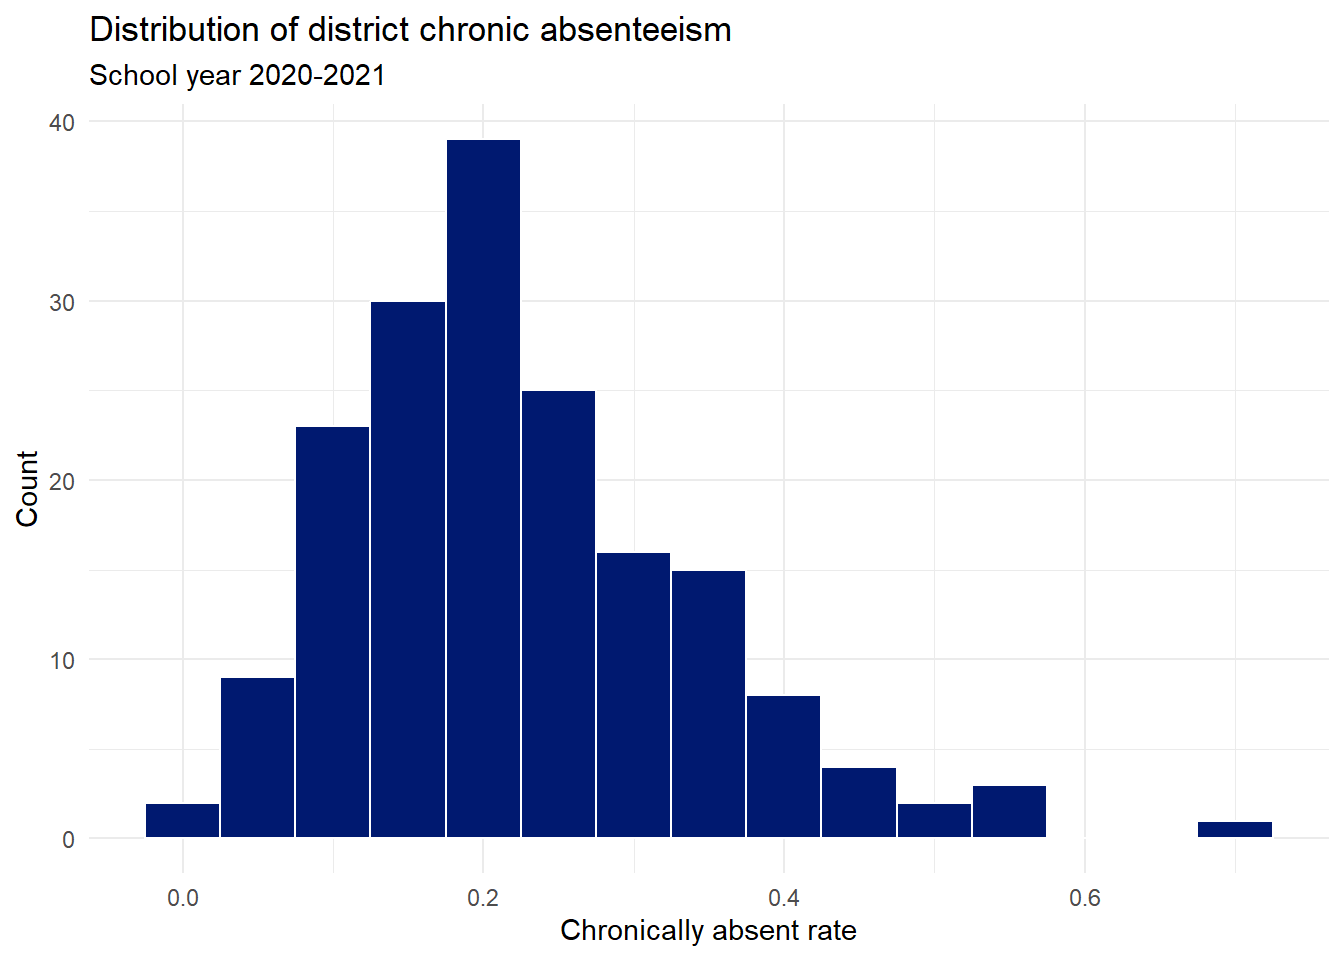 Distribution of district chronic absenteeism
School year 2020-2021
40
30
20
10
0
Count
0.0 0.2 0.4 0.6
Chronically absent rate